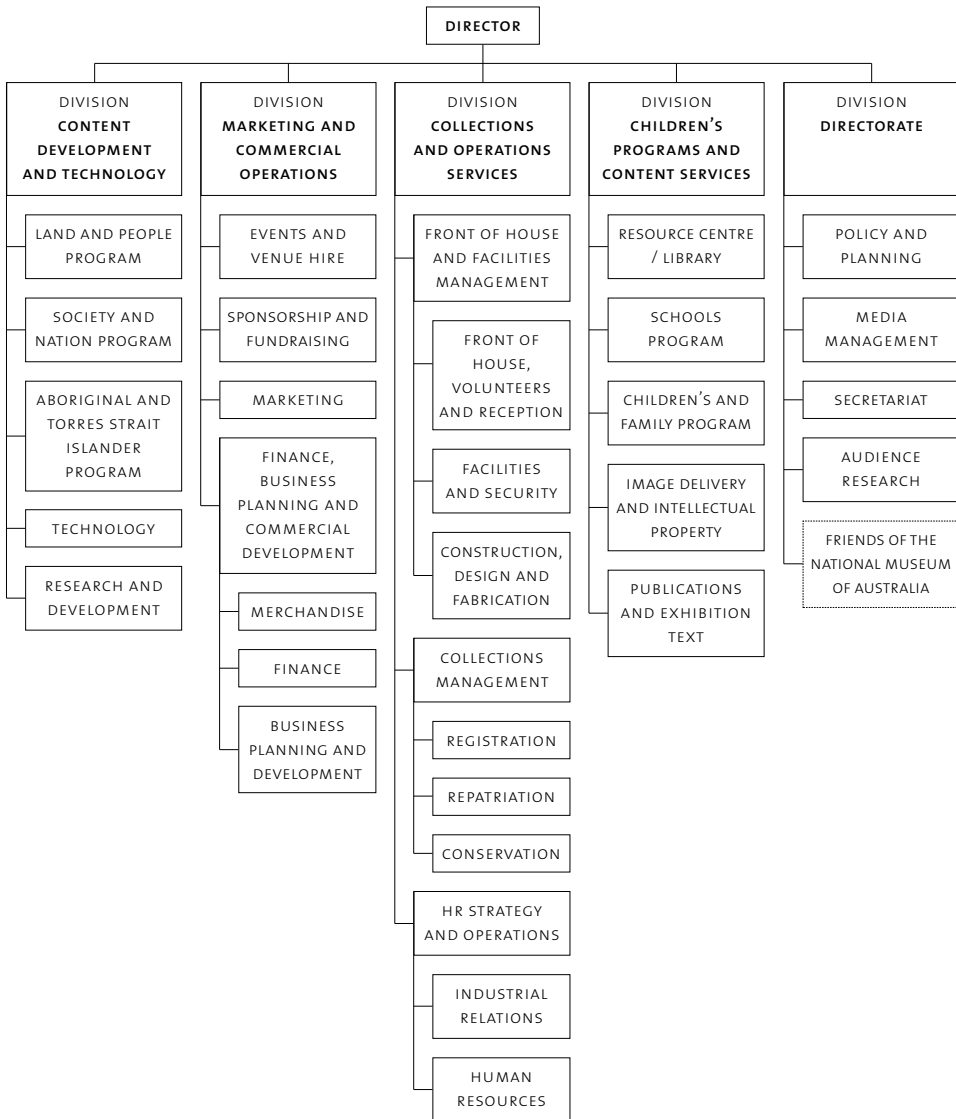 DIRECTOR
DIVISION
CONTENT
DEVELOPMENT
AND TECHNOLOGY
LAND AND PEOPLE
PROGRAM
SOCIETY AND
NATION PROGRAM
ABORIGINAL AND
TORRES STRAIT
ISLANDER
PROGRAM
TECHNOLOGY
RESEARCH AND
DEVELOPMENT
DIVISION
MARKETING AND
COMMERCIAL
OPERATIONS
EVENTS AND
VENUE HIRE
SPONSORSHIP AND
FUNDRAISING
MARKETING
FINANCE,
BUSINESS
PLANNING AND
COMMERCIAL
DEVELOPMENT
MERCHANDISE
FINANCE
BUSINESS
PLANNING AND
DEVELOPMENT
DIVISION
COLLECTIONS
AND OPERATIONS
SERVICES
FRONT OF HOUSE
AND FACILITIES
MANAGEMENT
FRONT OF
HOUSE,
VOLUNTEERS
AND RECEPTION
FACILITIES
AND SECURITY
CONSTRUCTION,
DESIGN AND
FABRICATION
COLLECTIONS
MANAGEMENT
REGISTRATION
REPATRIATION
CONSERVATION
HR STRATEGY
AND OPERATIONS
INDUSTRIAL
RELATIONS
HUMAN
RESOURCES
DIVISION
CHILDREN'S
PROGRAMS AND
CONTENT SERVICES
RESOURCE CENTRE
/ LIBRARY
SCHOOLS
PROGRAM
CHILDREN'S AND
FAMILY PROGRAM
IMAGE DELIVERY
AND INTELLECTUAL
PROPERTY
PUBLICATIONS
AND EXHIBITION
TEXT
DIVISION
DIRECTORATE
POLICY AND
PLANNING
MEDIA
MANAGEMENT
SECRETARIAT
AUDIENCE
RESEARCH
FRIENDS OF THE
NATIONAL MUSEUM
OF AUSTRALIA